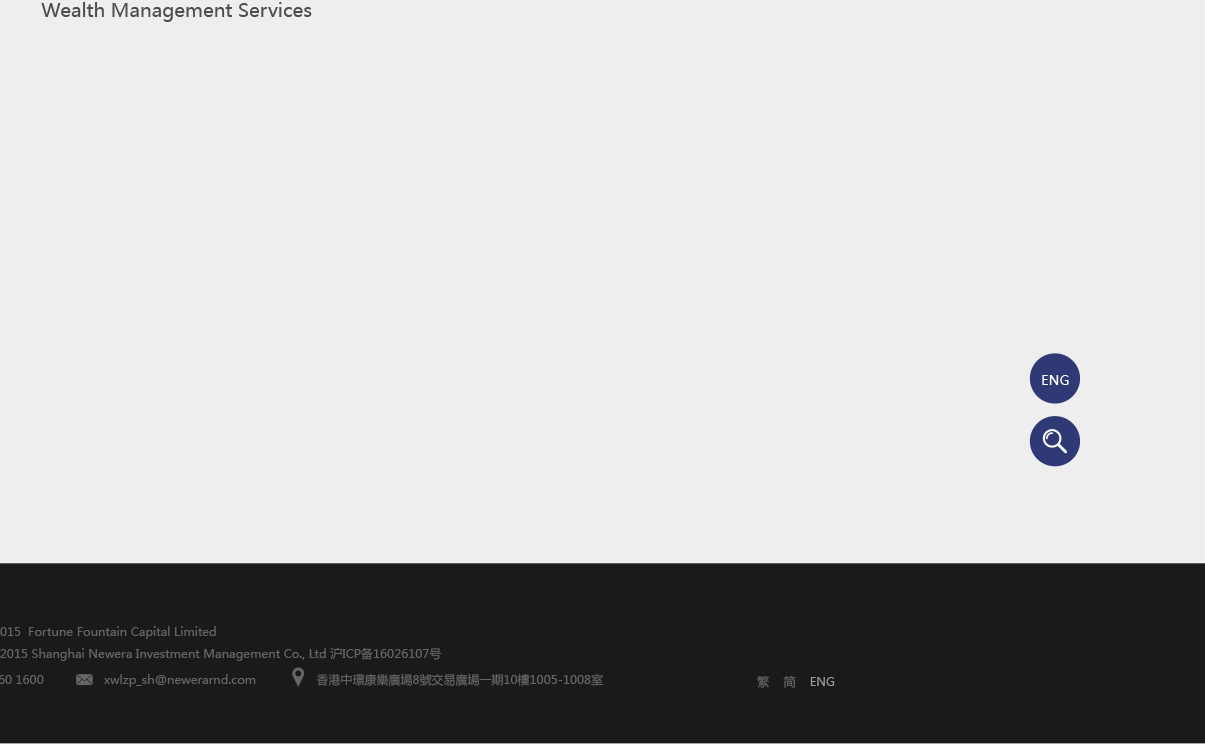 Wealth Management Services
ENG
015 Fortune Fountain Capital Limited
2015 Shanghai Newera Investment Management Co., Ltd 沪ICP备16026107号
60 1600 xwlzp_sh@newerarnd.com 香港中環康樂廣場8號交易廣場一期10樓1005-1008室
繁 简 ENG